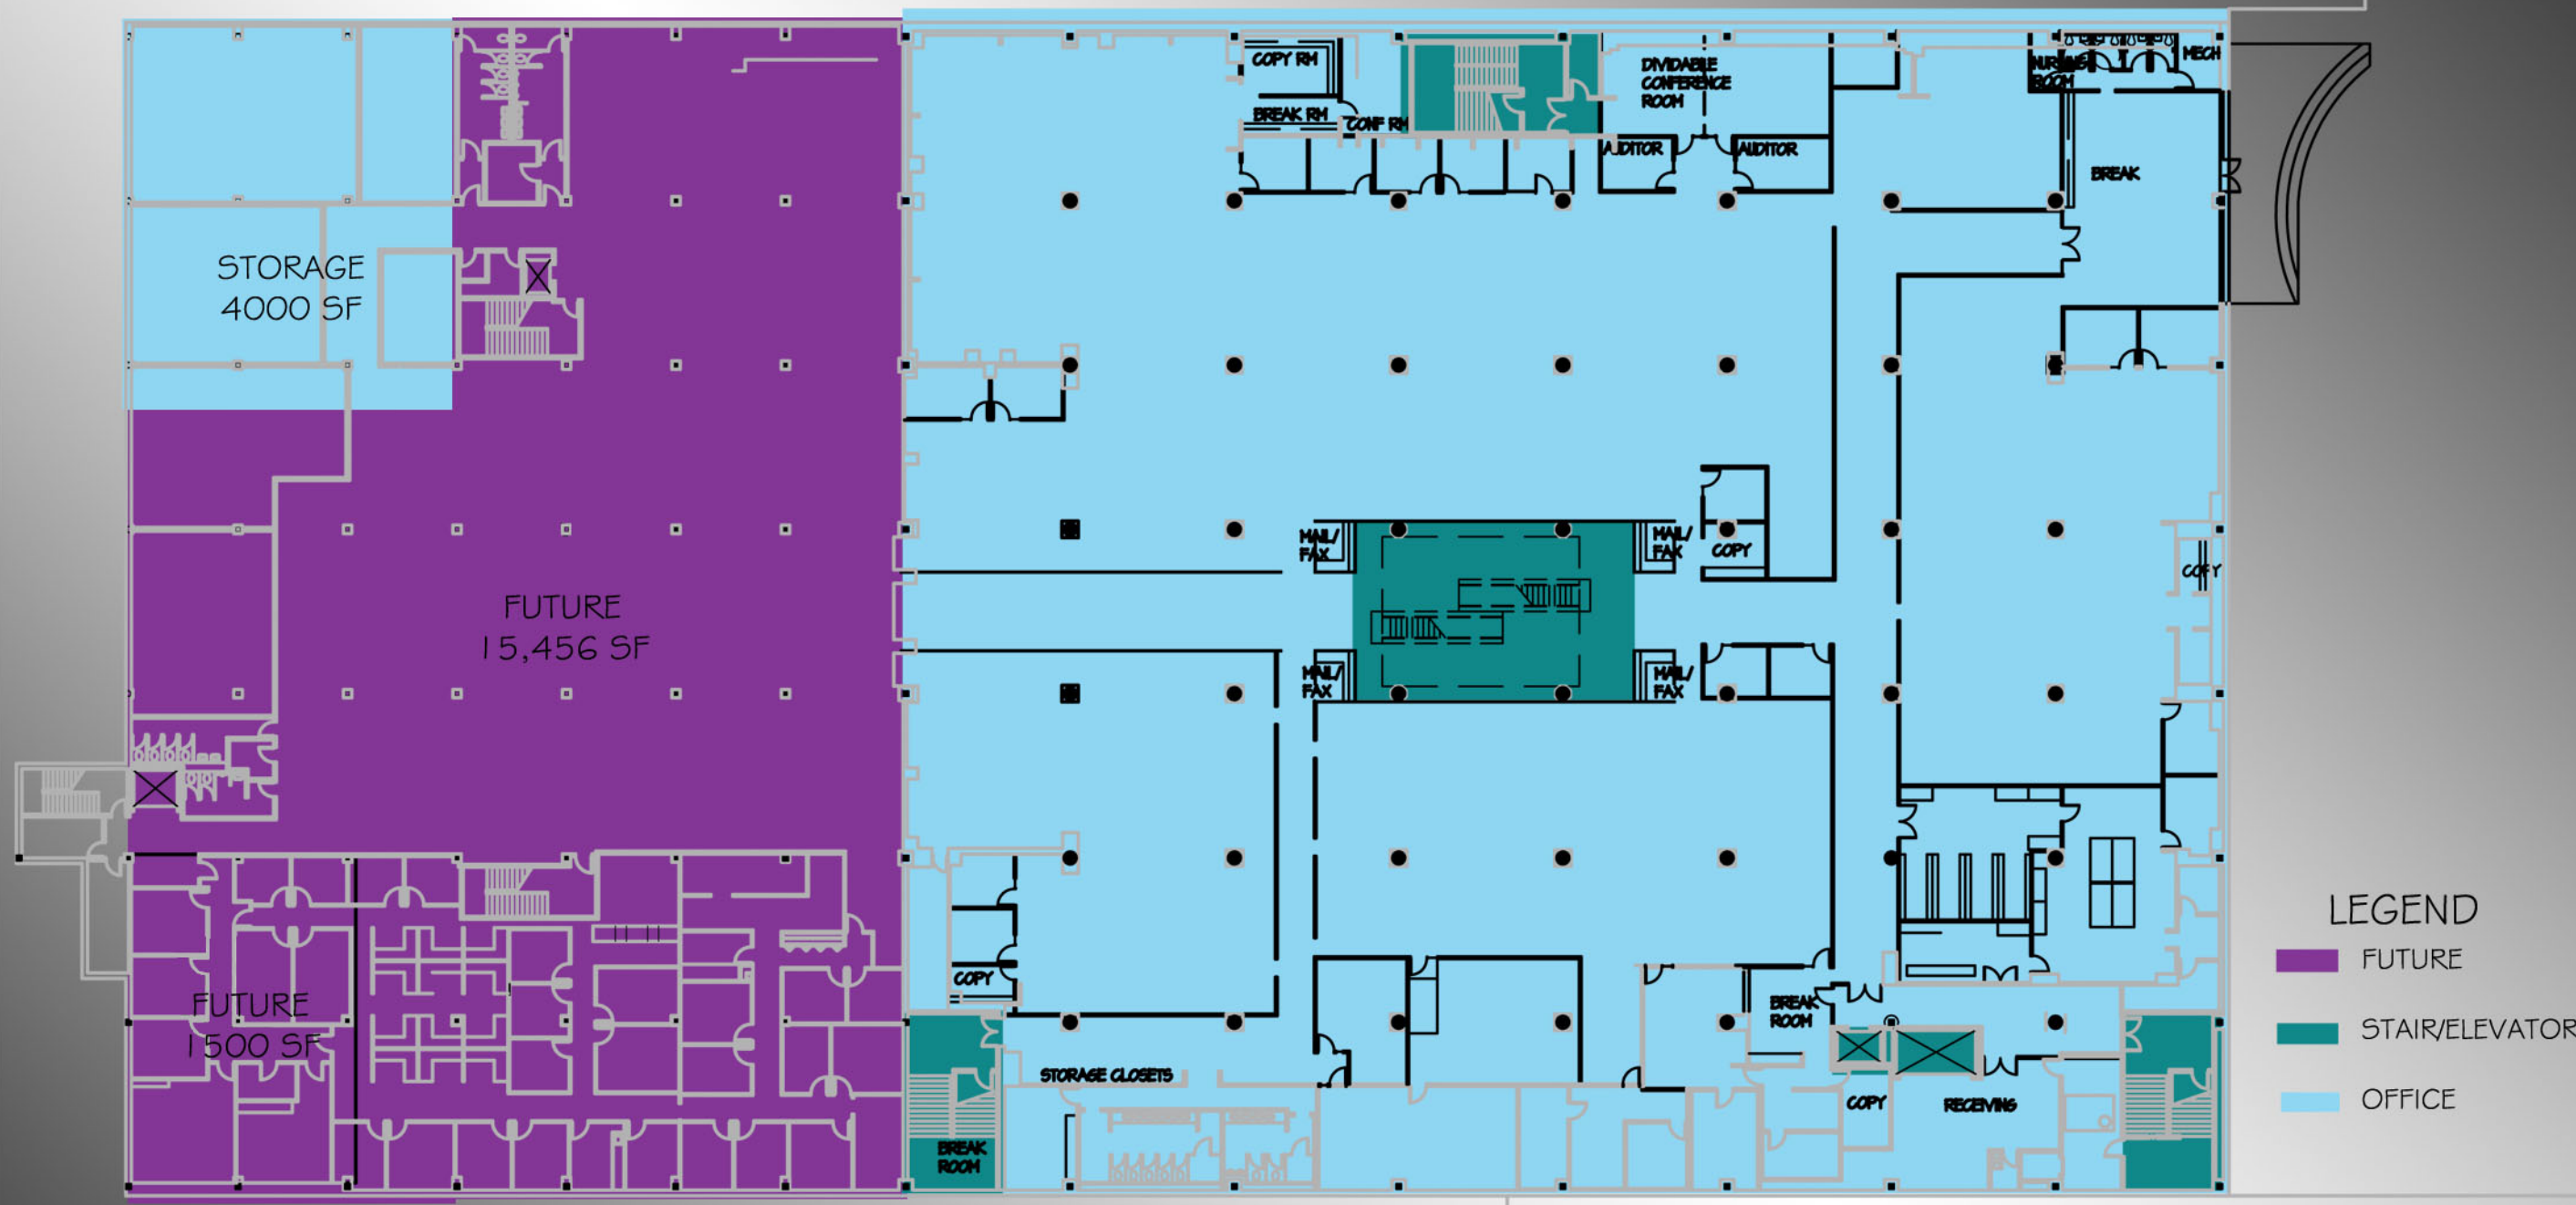 COPY RM
BREAK RM
CONF RM
DIVIDABLE
CONFERENCE
ROOM
AUDITOR
AUDITOR
NURSING
ROOM
MECH
BREAK
STORAGE
4000 SF
MAIL/
FAX
MAIL/
FAX
COPY
COPY
FUTURE
15,456 SF
MAIL/
FAX
MAIL/
FAX
COPY
FUTURE
1500 SF
BREAK
ROOM
STORAGE CLOSETS
COPY
RECEIVING
BREAK
ROOM
LEGEND
FUTURE
STAIR/ELEVATOR
OFFICE